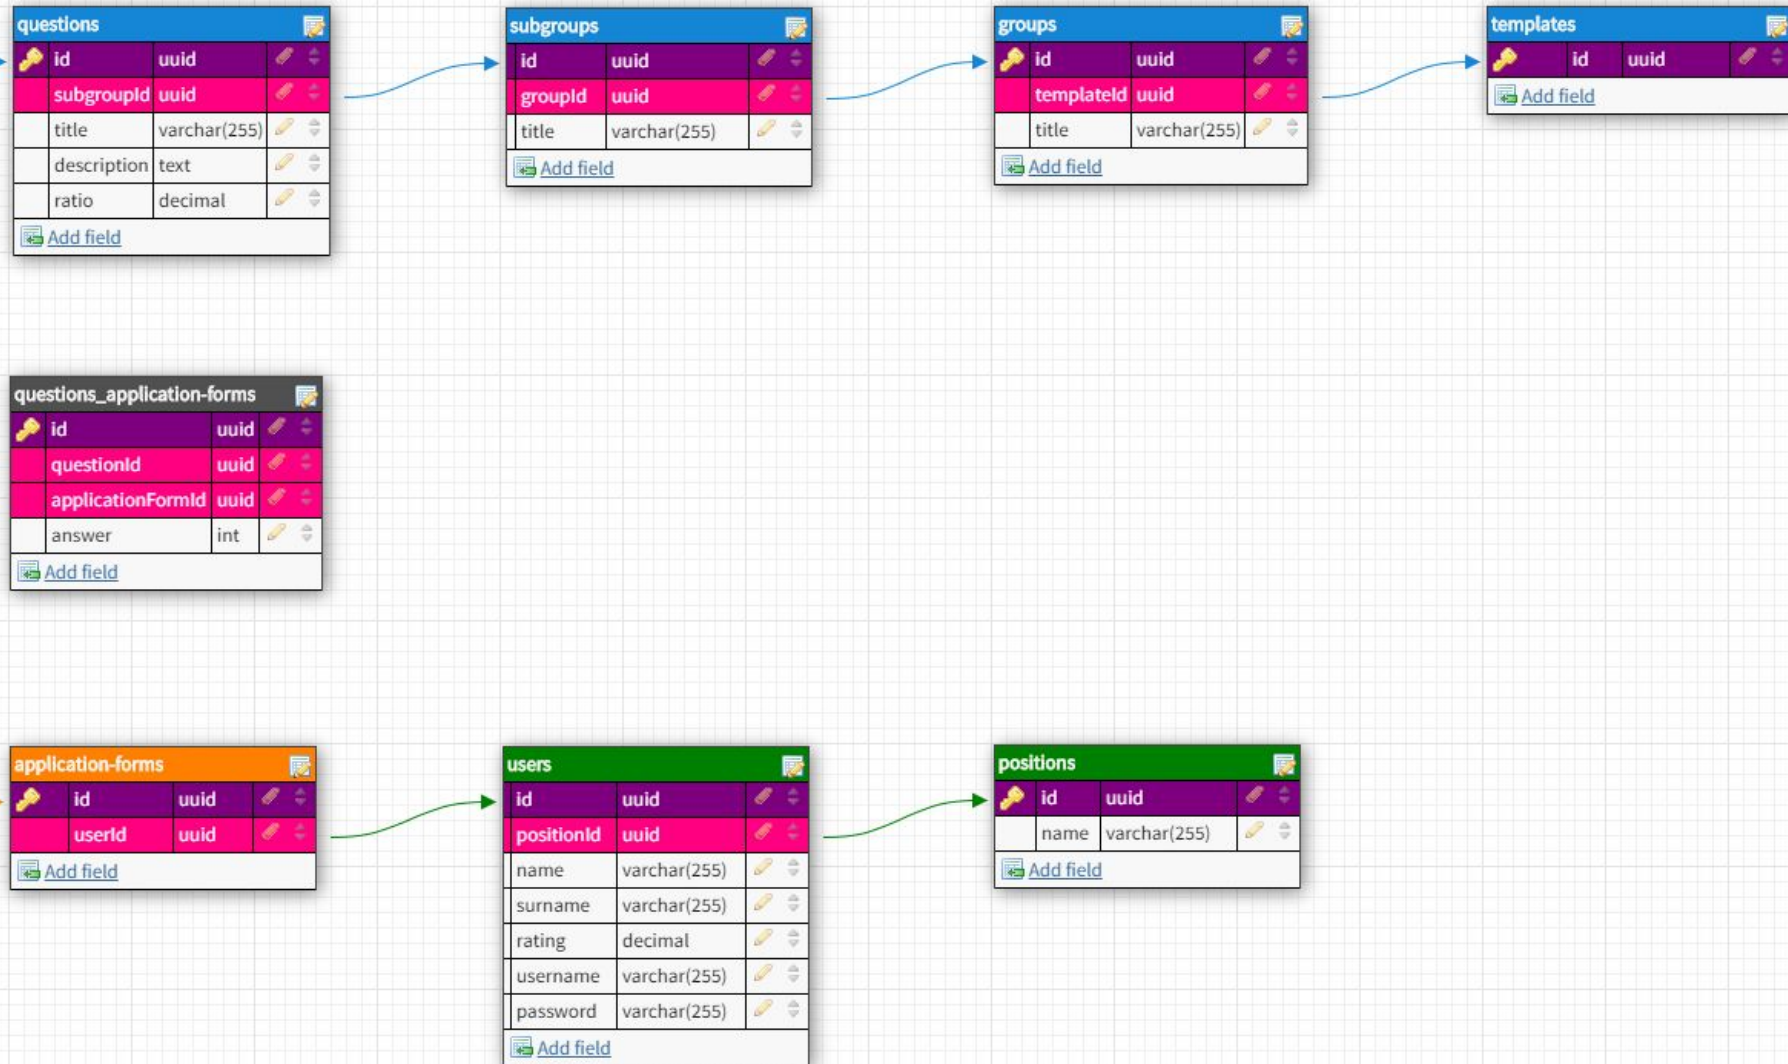 questions
id uuid
subgroupId uuid
title varchar(255)
description text
ratio decimal
Add field
subgroups
id uuid
groupId uuid
title varchar(255)
Add field
groups
id uuid
templateId uuid
title varchar(255)
Add field
templates
id uuid
Add field
questions_application-forms
id uuid
questionId uuid
applicationFormId uuid
answer int
Add field
application-forms
id uuid
userId uuid
Add field
users
id uuid
positionId uuid
name varchar(255)
surname varchar(255)
rating decimal
username varchar(255)
password varchar(255)
Add field
positions
id uuid
name varchar(255)
Add field